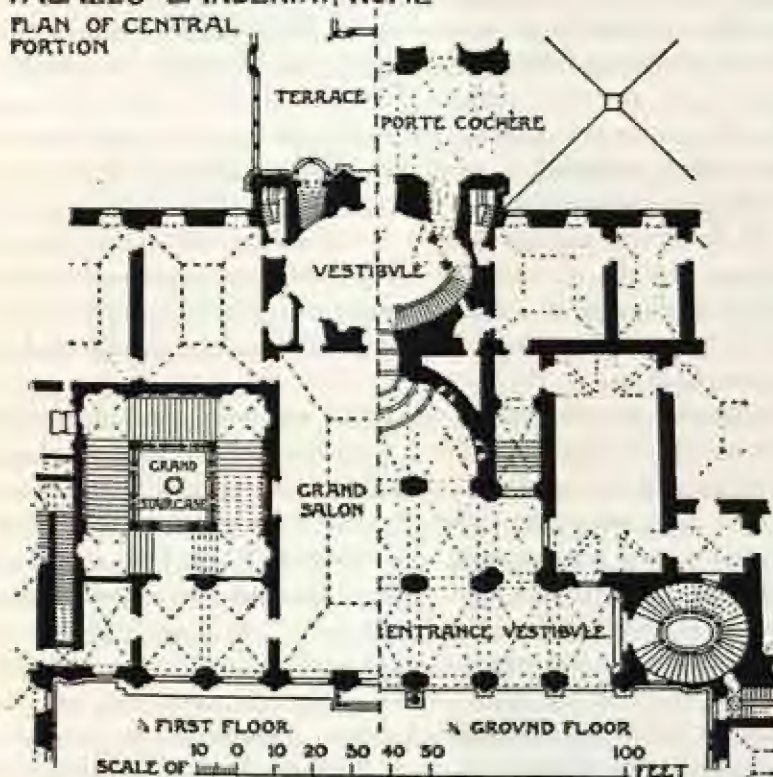 PLAN OF CENTRAL
PORTION
TERRACE
PORTE COCHÈRE
VESTIBVLE
GRAND
STAIRCASE
GRAND
SALON
ENTRANCE VESTIBVLE
½ FIRST FLOOR
½ GROVND FLOOR
10 0 10 20 30 40 50 100
SCALE OF FEET